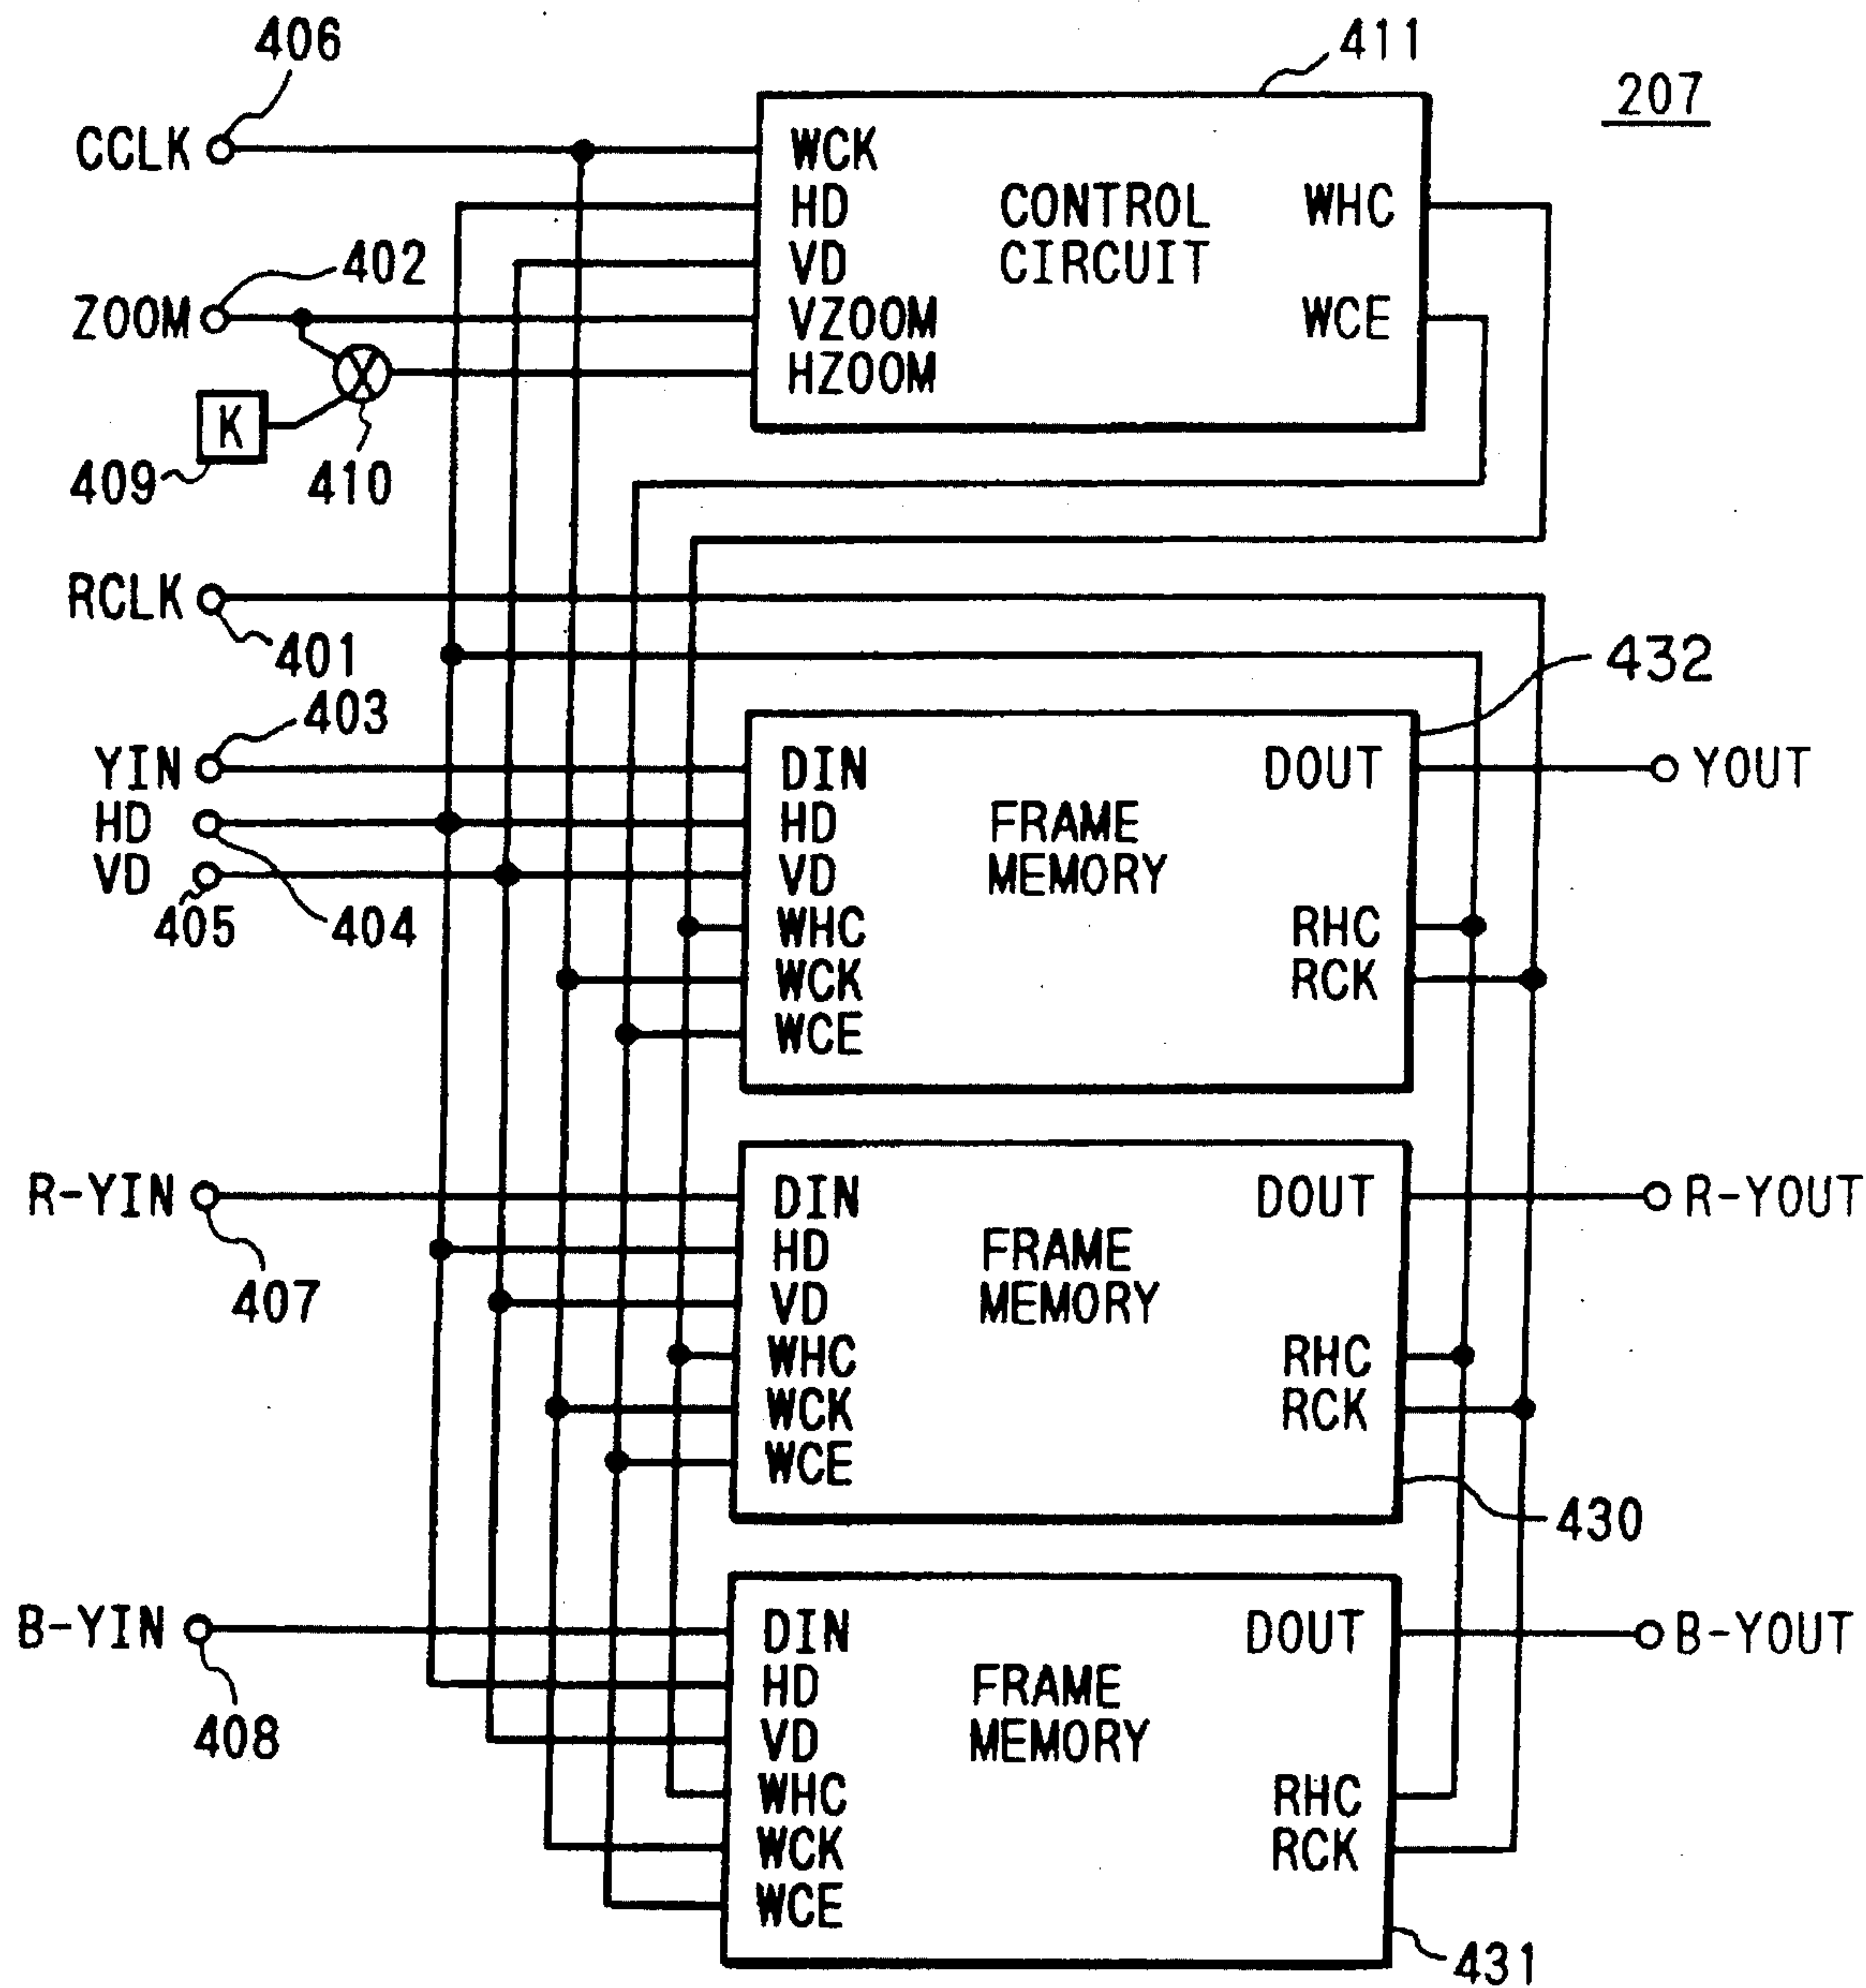 406
411
207
CCLK
WCK
HD
CONTROL
WHC
VD
CIRCUIT
402
ZOOM
VZOOM
WCE
HZOOM
K
409
410
RCLK
401
432
403
YIN
DIN
DOUT
YOUT
HD
HD
FRAME
VD
VD
MEMORY
405
404
WHC
RHC
WCK
RCK
WCE
R-YIN
DIN
DOUT
R-YOUT
HD
FRAME
407
VD
MEMORY
WHC
RHC
WCK
RCK
WCE
430
B-YIN
DIN
DOUT
B-YOUT
HD
FRAME
408
VD
MEMORY
WHC
RHC
WCK
RCK
WCE
431